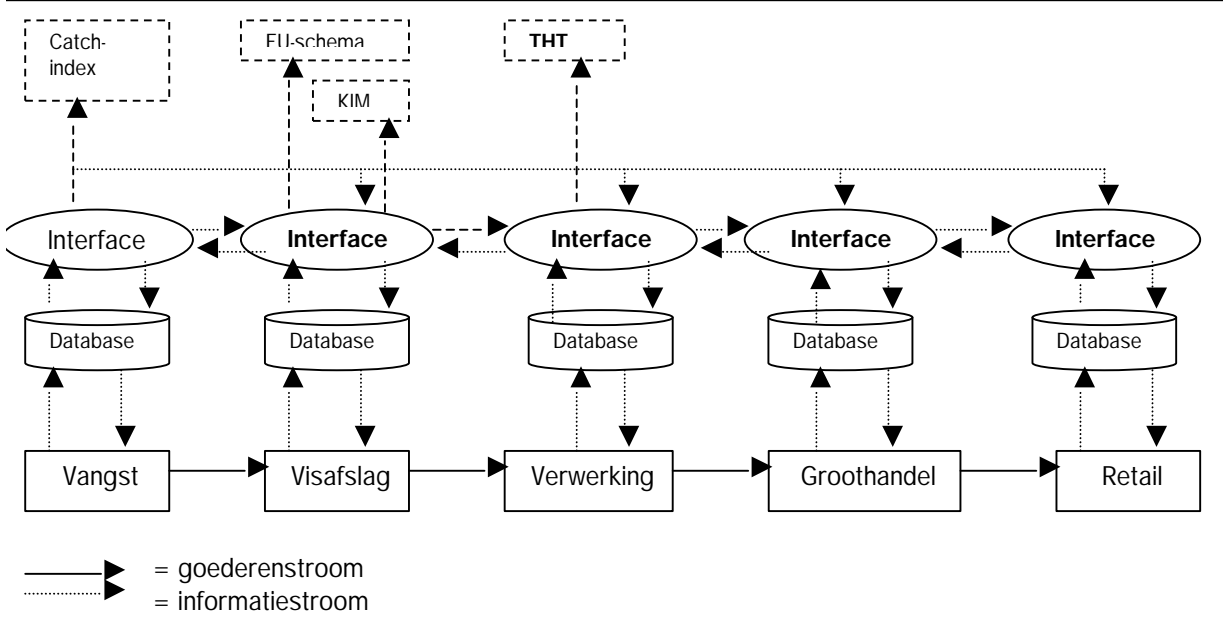 Catch-
index
EU-schema
THT
KIM
Interface
Interface
Interface
Interface
Interface
Database
Database
Database
Database
Database
Vangst
Visafslag
Verwerking
Groothandel
Retail
= goederenstroom
= informatiestroom